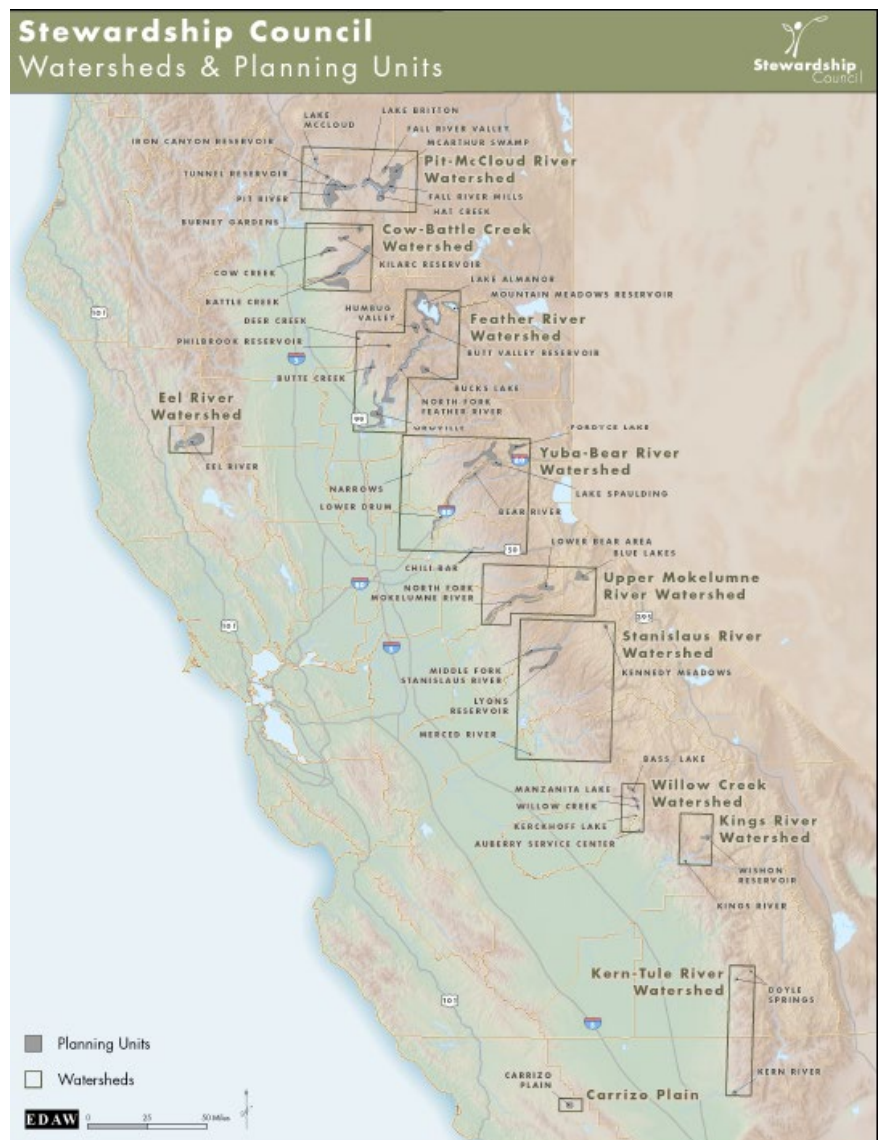 Stewardship Council
Watersheds & Planning Units
Stewardship
Council
LAKE
MCCLOUD
LAKE BRITTON
FALL RIVER VALLEY
IRON CANYON RESERVOIR
MCARTHUR SWAMP
Pit-McCloud River
Watershed
TUNNEL RESERVOIR
PIT RIVER
FALL RIVER MILLS
HAT CREEK
BURNEY GARDENS
Cow-Battle Creek
Watershed
KILARC RESERVOIR
COW CREEK
LAKE ALMANOR
BATTLE CREEK
MOUNTAIN MEADOWS RESERVOIR
HUMBUG
VALLEY
101
DEER CREEK
Feather River
Watershed
PHILBROOK RESERVOIR
BUTT VALLEY RESERVOIR
5
BUTTE CREEK
BUCKS LAKE
Eel River
Watershed
NORTH FORK
FEATHER RIVER
99
OROVILLE
FORDYCE LAKE
EEL RIVER
Yuba-Bear River
Watershed
80
NARROWS
LAKE SPAULDING
LOWER DRUM
80
BEAR RIVER
LOWER BEAR AREA
50
BLUE LAKES
CHILI BAR
80
NORTH FORK
MOKELUMNE RIVER
Upper Mokelumne
River Watershed
101
395
Stanislaus River
Watershed
5
KENNEDY MEADOWS
MIDDLE FORK
STANISLAUS RIVER
LYONS
RESERVOIR
MERCED RIVER
BASS LAKE
MANZANITA LAKE
Willow Creek
Watershed
WILLOW CREEK
KERCKHOFF LAKE
Kings River
Watershed
AUBERRY SERVICE CENTER
WISHON
RESERVOIR
KINGS RIVER
Kern-Tule River
Watershed
DOYLE
SPRINGS
101
5
Planning Units
Watersheds
KERN RIVER
CARRIZO
PLAIN
Carrizo Plain
EDAW
0 25 50 Miles